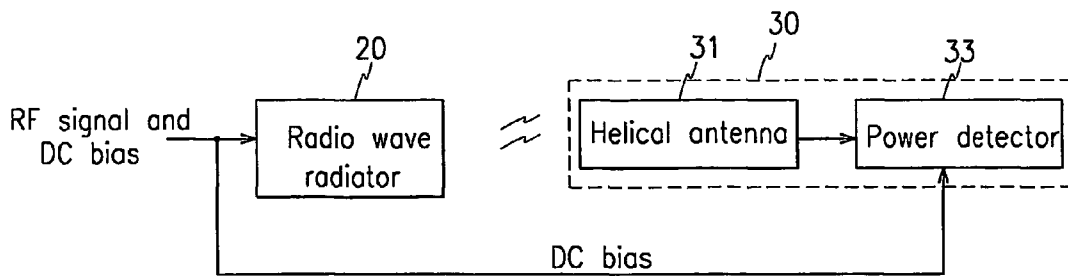 20
31
30
33
RF signal and
DC bias
Radio wave
radiator
Helical antenna
Power detector
DC bias